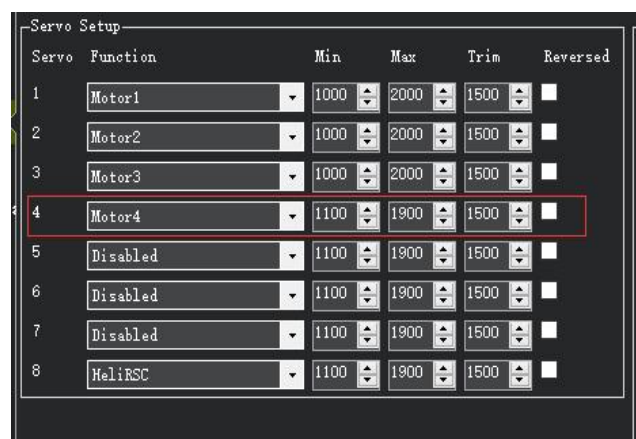 Servo Setup
Servo Function Min Max Trim Reversed
1 Motor1 1000 2000 1500
2 Motor2 1000 2000 1500
3 Motor3 1000 2000 1500
4 Motor4 1100 1900 1500
5 Disabled 1100 1900 1500
6 Disabled 1100 1900 1500
7 Disabled 1100 1900 1500
8 HeliRSC 1100 1900 1500